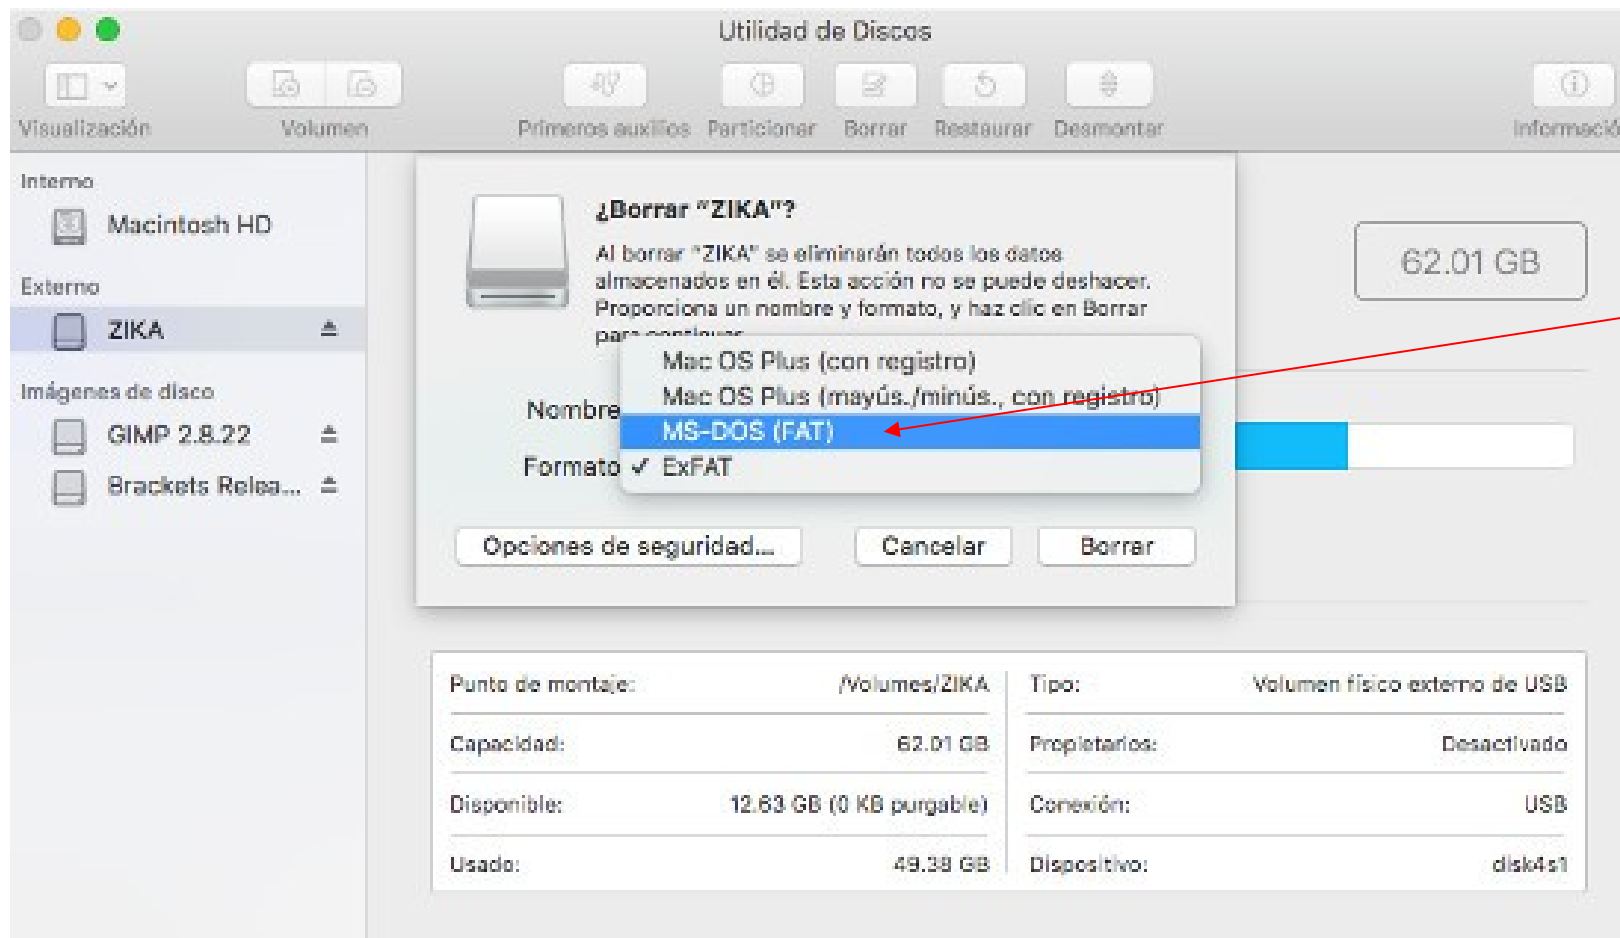 Utilidad de Discos
Visualización
Volumen
Primeros auxilios
Particionar
Borrar
Restaurar
Desmontar
Informació
Interno
Macintosh HD
Externo
ZIKA
Imágenes de disco
GIMP 2.8.22
Brackets Relea...
¿Borrar "ZIKA"?
Al borrar "ZIKA" se eliminarán todos los datos
almacenados en él. Esta acción no se puede deshacer.
Proporciona un nombre y formato, y haz clic en Borrar
para continuar.
Nombre
Formato
Mac OS Plus (con registro)
Mac OS Plus (mayús./minús., con registro)
MS-DOS (FAT)
✓ ExFAT
Opciones de seguridad...
Cancelar
Borrar
62.01 GB
Punto de montaje: /Volumes/ZIKA
Capacidad: 62.01 GB
Disponible: 12.63 GB (0 KB purgable)
Usado: 49.38 GB
Tipo: Volumen físico externo de USB
Propietarios: Desactivado
Conexión: USB
Dispositivo: disk4s1